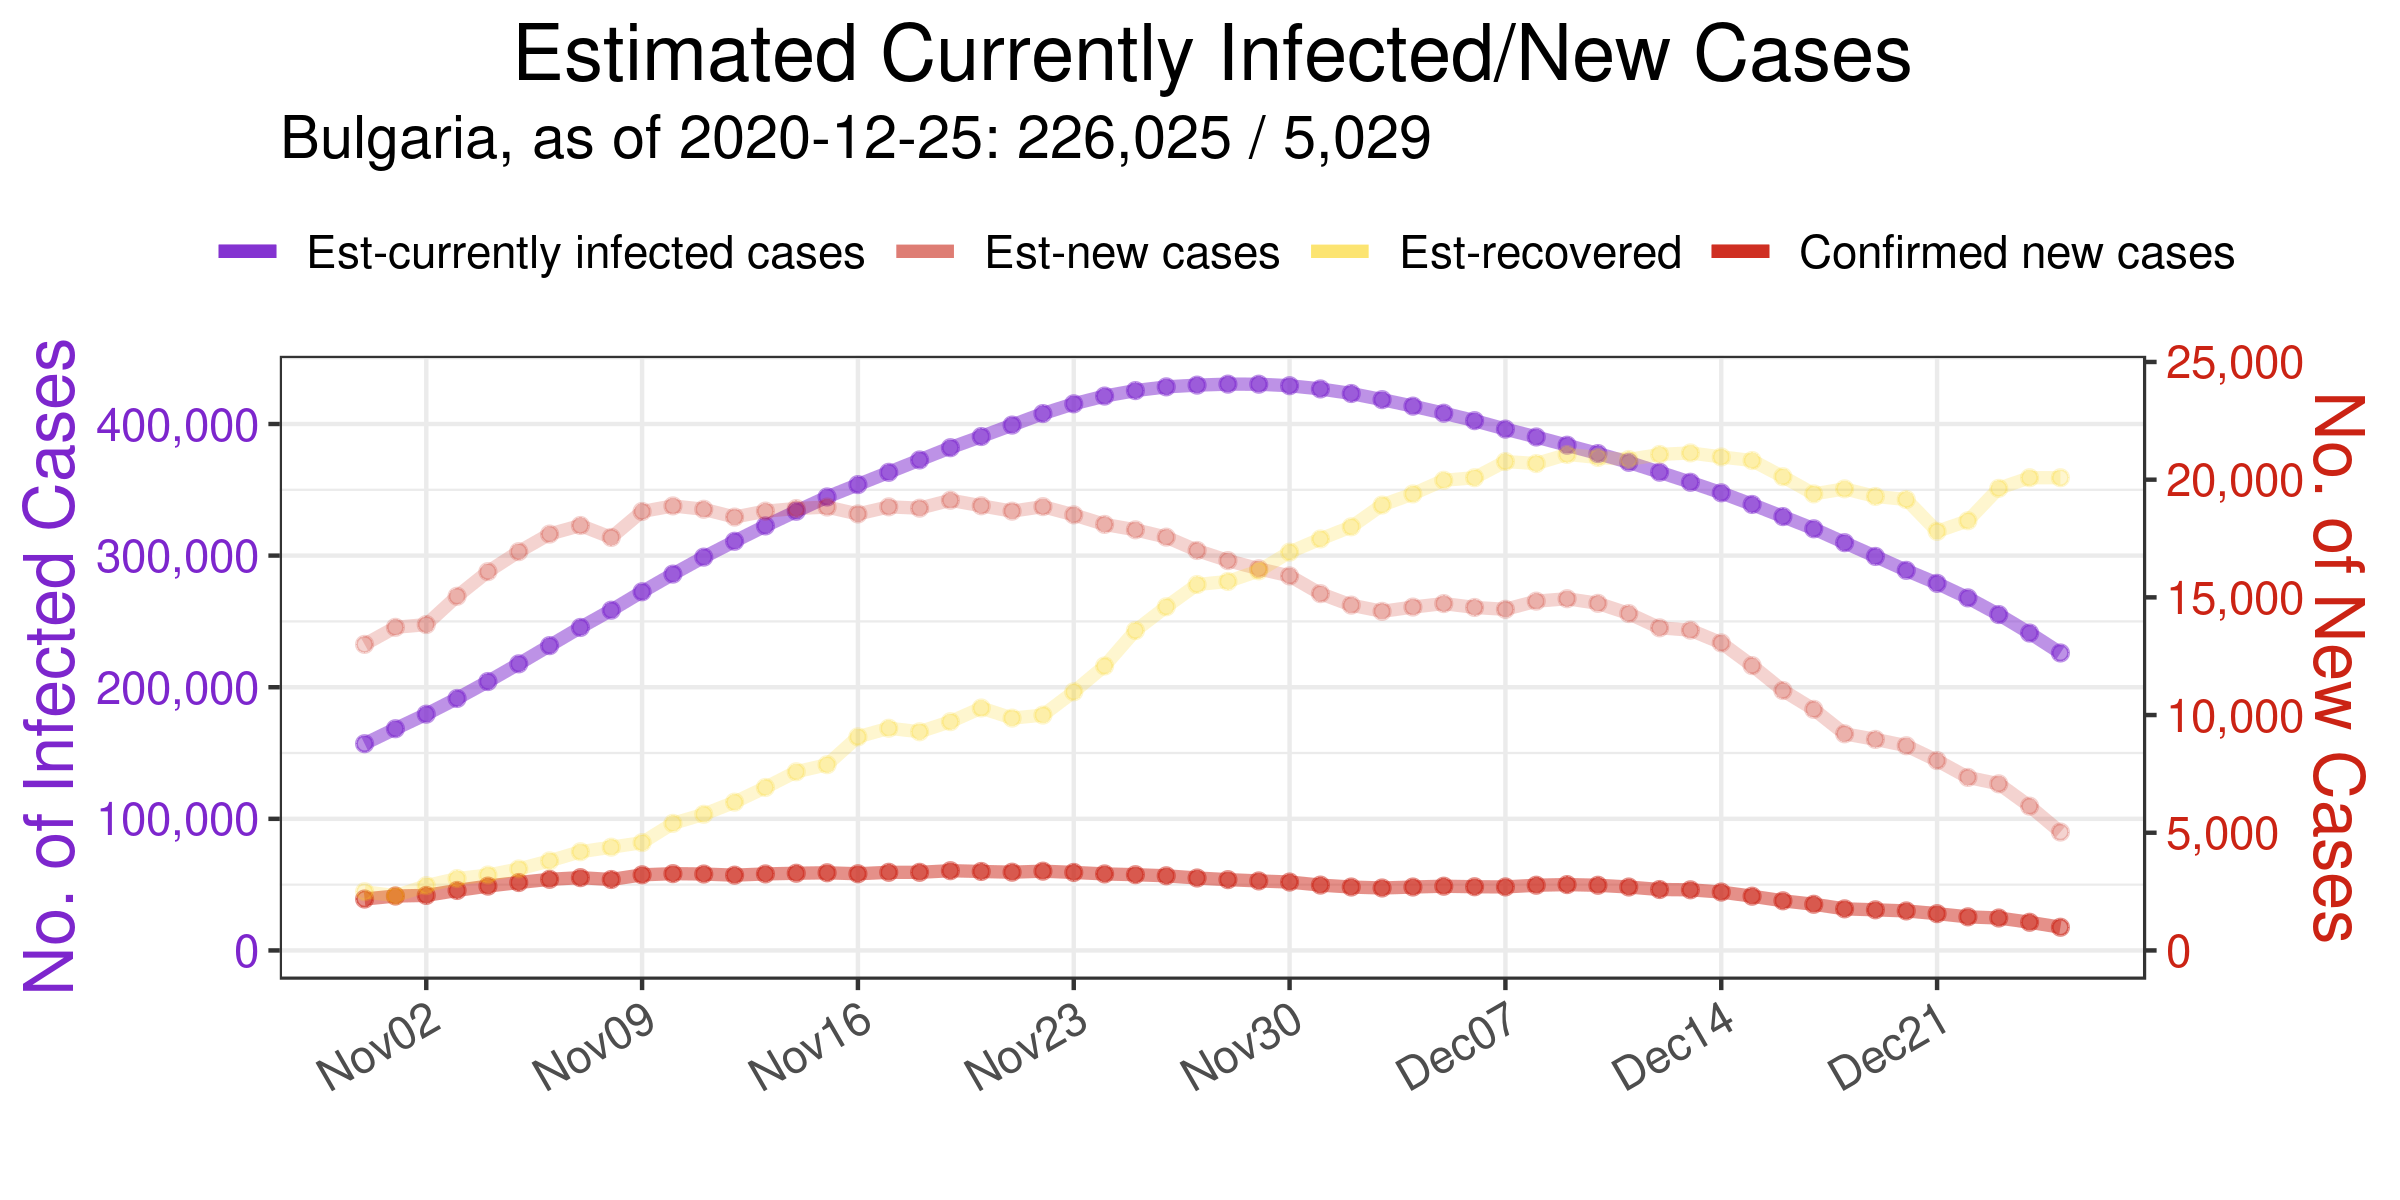 Estimated Currently Infected/New Cases
Bulgaria, as of 2020-12-25: 226,025 / 5,029
Est-currently infected cases Est-new cases Est-recovered Confirmed new cases
No. of Infected Cases
400,000
300,000
200,000
100,000
0
25,000
20,000
15,000
10,000
5,000
0
No. of New Cases
Nov02 Nov09 Nov16 Nov23 Nov30 Dec07 Dec14 Dec21